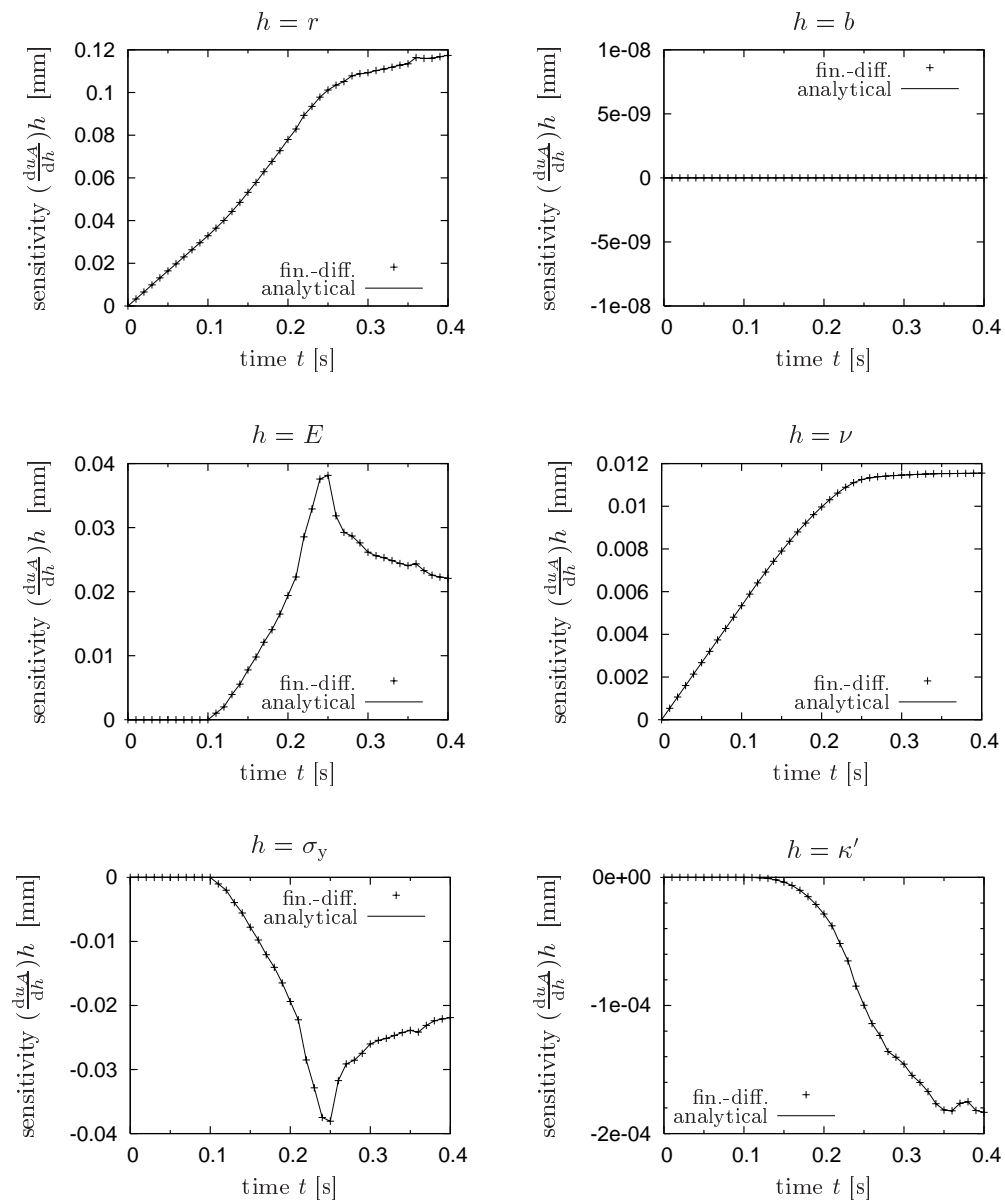 h = r
0.12
0.1
0.08
0.06
0.04
0.02
0
sensitivity (duA/dh)h [mm]
fin.-diff.
analytical
0 0.1 0.2 0.3 0.4
time t [s]
h = b
1e-08
5e-09
0
-5e-09
-1e-08
sensitivity (duA/dh)h [mm]
fin.-diff.
analytical
0 0.1 0.2 0.3 0.4
time t [s]
h = E
0.04
0.03
0.02
0.01
0
sensitivity (duA/dh)h [mm]
fin.-diff.
analytical
0 0.1 0.2 0.3 0.4
time t [s]
h = ν
0.012
0.01
0.008
0.006
0.004
0.002
0
sensitivity (duA/dh)h [mm]
fin.-diff.
analytical
0 0.1 0.2 0.3 0.4
time t [s]
h = σy
0
-0.01
-0.02
-0.03
-0.04
sensitivity (duA/dh)h [mm]
fin.-diff.
analytical
0 0.1 0.2 0.3 0.4
time t [s]
h = κ′
0e+00
-1e-04
-2e-04
sensitivity (duA/dh)h [mm]
fin.-diff.
analytical
0 0.1 0.2 0.3 0.4
time t [s]